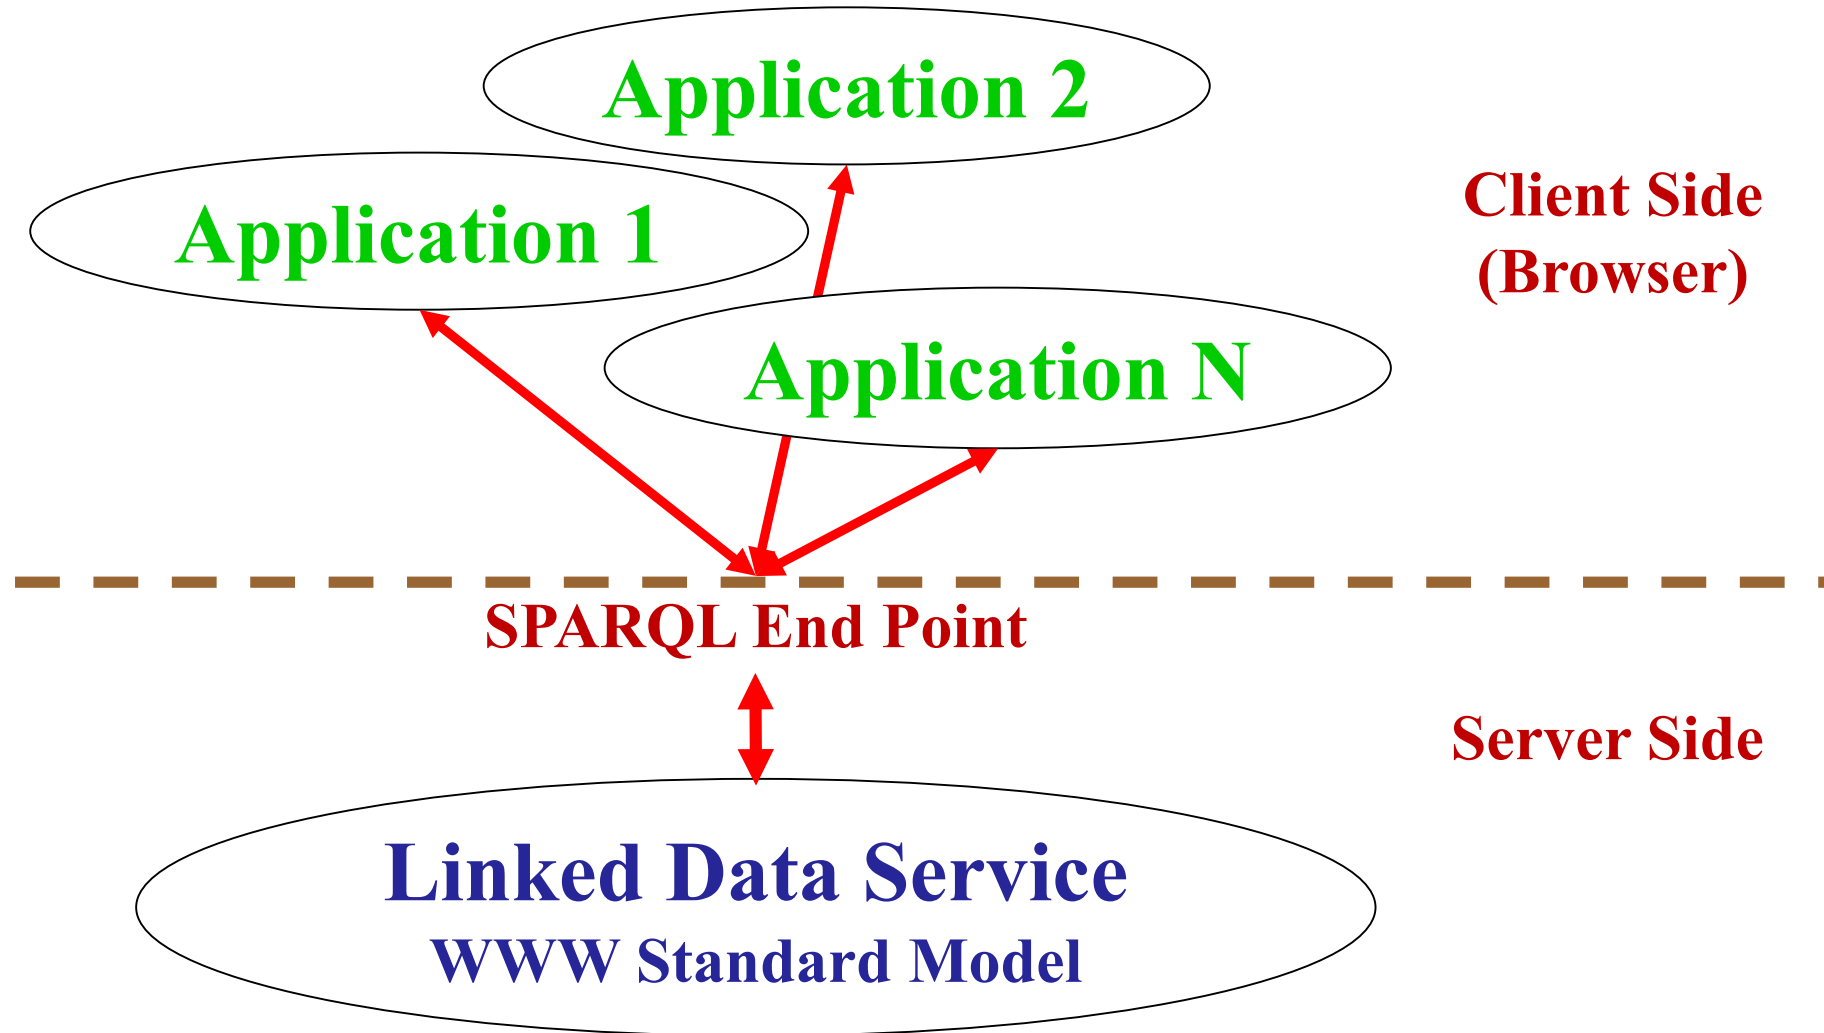 Application 2
Application 1
Client Side
(Browser)
Application N
SPARQL End Point
Server Side
Linked Data Service
WWW Standard Model